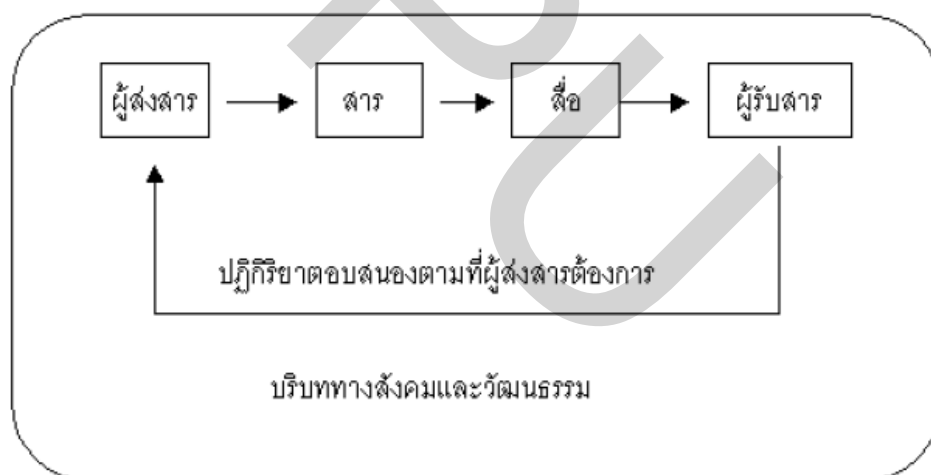 ผู้ส่งสาร สาร สื่อ ผู้รับสาร
ปฏิกิริยาตอบสนองตามที่ผู้ส่งสารต้องการ
บริบททางสังคมและวัฒนธรรม